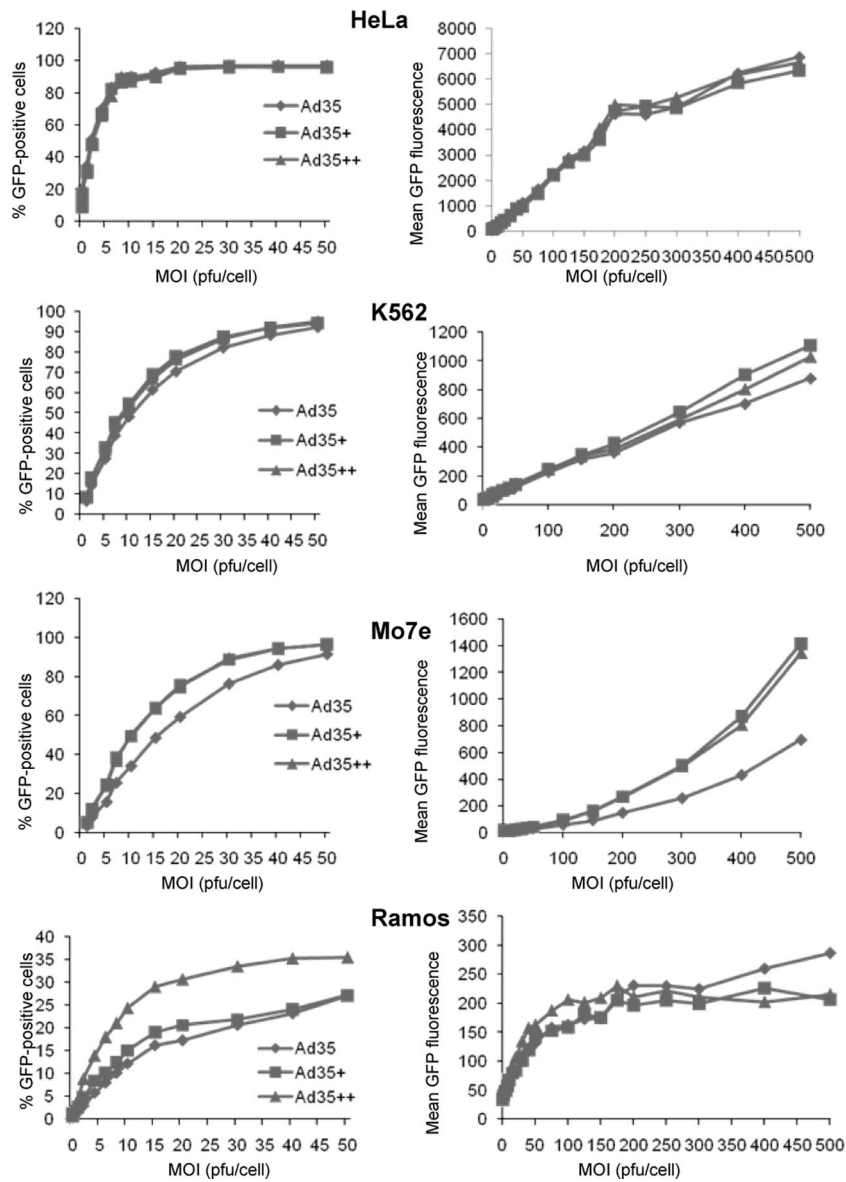 HeLa
% GFP-positive cells
120
100
80
60
40
20
0
0 5 10 15 20 25 30 35 40 45 50
MOI (pfu/cell)
Ad35
Ad35+
Ad35++
Mean GFP fluorescence
8000
7000
6000
5000
4000
3000
2000
1000
0
0 50 100 150 200 250 300 350 400 450 500
MOI (pfu/cell)
K562
% GFP-positive cells
100
90
80
70
60
50
40
30
20
10
0
0 5 10 15 20 25 30 35 40 45 50
MOI (pfu/cell)
Ad35
Ad35+
Ad35++
Mean GFP fluorescence
1200
1000
800
600
400
200
0
0 100 200 300 400 500
MOI (pfu/cell)
Mo7e
% GFP-positive cells
120
100
80
60
40
20
0
0 5 10 15 20 25 30 35 40 45 50
MOI (pfu/cell)
Ad35
Ad35+
Ad35++
Mean GFP fluorescence
1600
1400
1200
1000
800
600
400
200
0
0 100 200 300 400 500
MOI (pfu/cell)
Ramos
% GFP-positive cells
40
35
30
25
20
15
10
5
0
0 5 10 15 20 25 30 35 40 45 50
MOI (pfu/cell)
Ad35
Ad35+
Ad35++
Mean GFP fluorescence
350
300
250
200
150
100
50
0
0 50 100 150 200 250 300 350 400 450 500
MOI (pfu/cell)